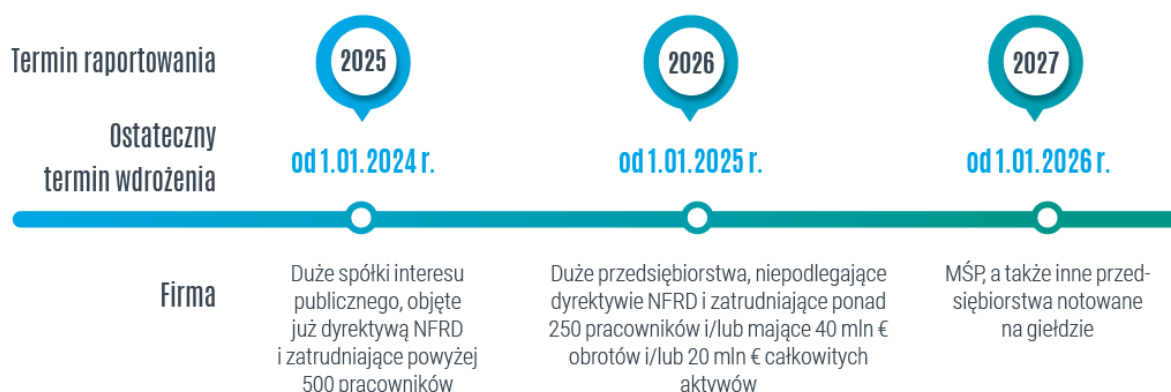 Termin raportowania
2025
2026
2027
Ostateczny
termin wdrożenia
od 1.01.2024 r.
od 1.01.2025 r.
od 1.01.2026 r.
Firma
Duże spółki interesu
publicznego, objęte
już dyrektywą NFRD
i zatrudniające powyżej
500 pracowników
Duże przedsiębiorstwa, niepodlegające
dyrektywie NFRD i zatrudniające ponad
250 pracowników i/lub mające 40 mln €
obrotów i/lub 20 mln € całkowitych
aktywów
MŚP, a także inne przed-
siębiorstwa notowane
na giełdzie